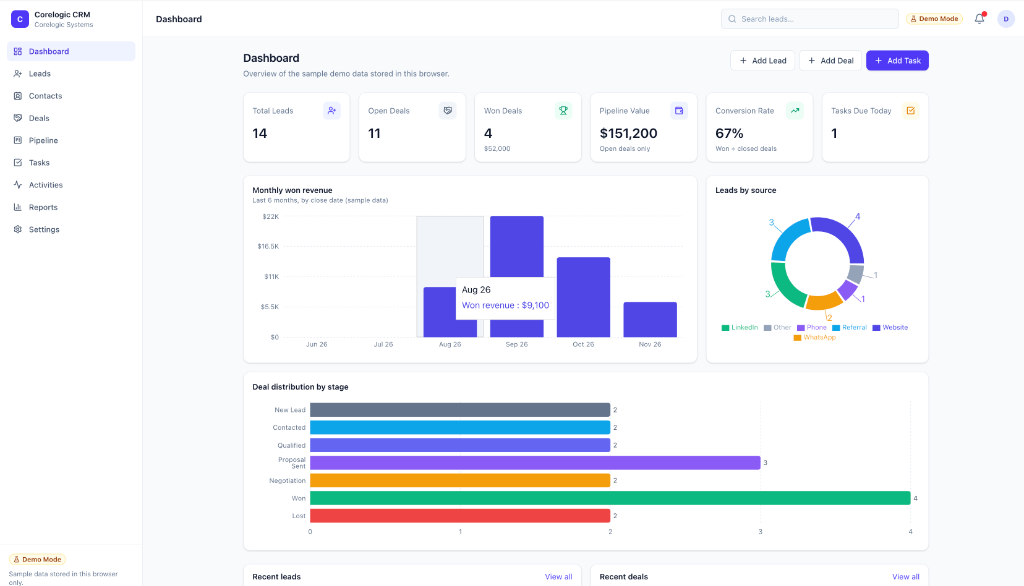 C
Corelogic CRM
Corelogic Systems
Dashboard
Leads
Contacts
Deals
Pipeline
Tasks
Activities
Reports
Settings
Demo Mode
Sample data stored in this browser
only.
Dashboard
Search leads...
Demo Mode
D
Dashboard
Overview of the sample demo data stored in this browser.
Add Lead
Add Deal
Add Task
Total Leads
14
Open Deals
11
Won Deals
4
$52,000
Pipeline Value
$151,200
Open deals only
Conversion Rate
67%
Won ÷ closed deals
Tasks Due Today
1
Monthly won revenue
Last 6 months, by close date (sample data)
$22K
$16.5K
$11K
$5.5K
$0
Jun 26
Jul 26
Aug 26
Sep 26
Oct 26
Nov 26
Aug 26
Won revenue : $9,100
Leads by source
4
3
1
1
3
2
LinkedIn
Other
Phone
Referral
Website
WhatsApp
Deal distribution by stage
New Lead
2
Contacted
2
Qualified
2
Proposal
Sent
3
Negotiation
2
Won
4
Lost
2
0
1
2
3
4
Recent leads
View all
Recent deals
View all